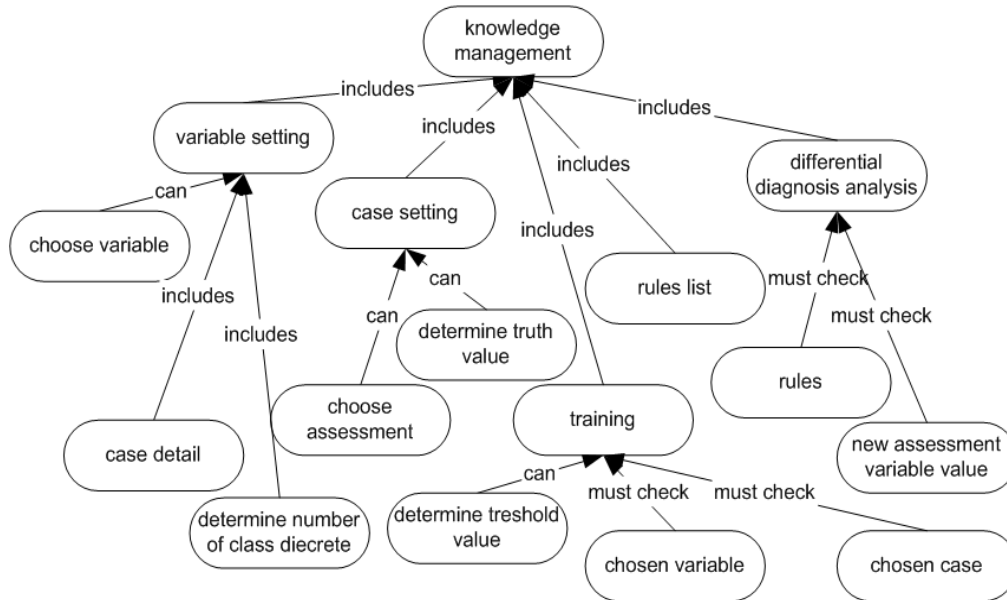 knowledge
management
includes
includes
variable setting
includes
includes
differential
diagnosis analysis
can
case setting
includes
choose variable
includes
can
rules list
must check
includes
can
determine truth
value
must check
includes
rules
choose
assessment
training
case detail
new assessment
variable value
can
must check
must check
determine number
of class diecrete
determine treshold
value
chosen variable
chosen case